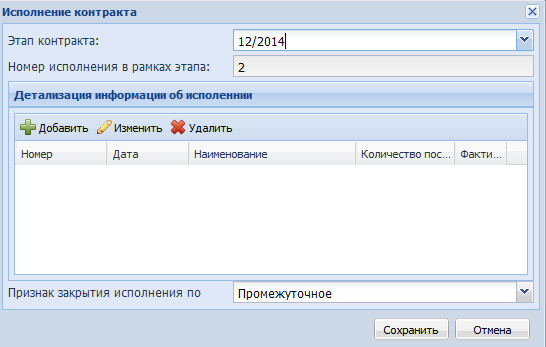 Исполнение контракта
Этап контракта: 12/2014
Номер исполнения в рамках этапа: 2
Детализация информации об исполении
Добавить Изменить Удалить
Номер Дата Наименование Количество пос... Факти...
Признак закрытия исполнения по Промежуточное
Сохранить Отмена